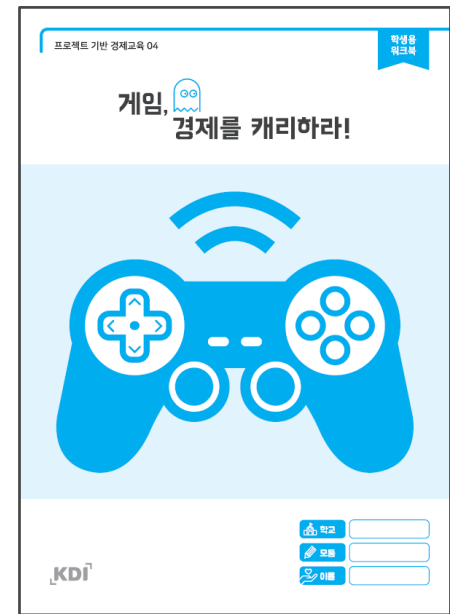 프로젝트 기반 경제교육 04
학생용
워크북
게임,
경제를 캐리하라!
학교
모둠
이름
KDI